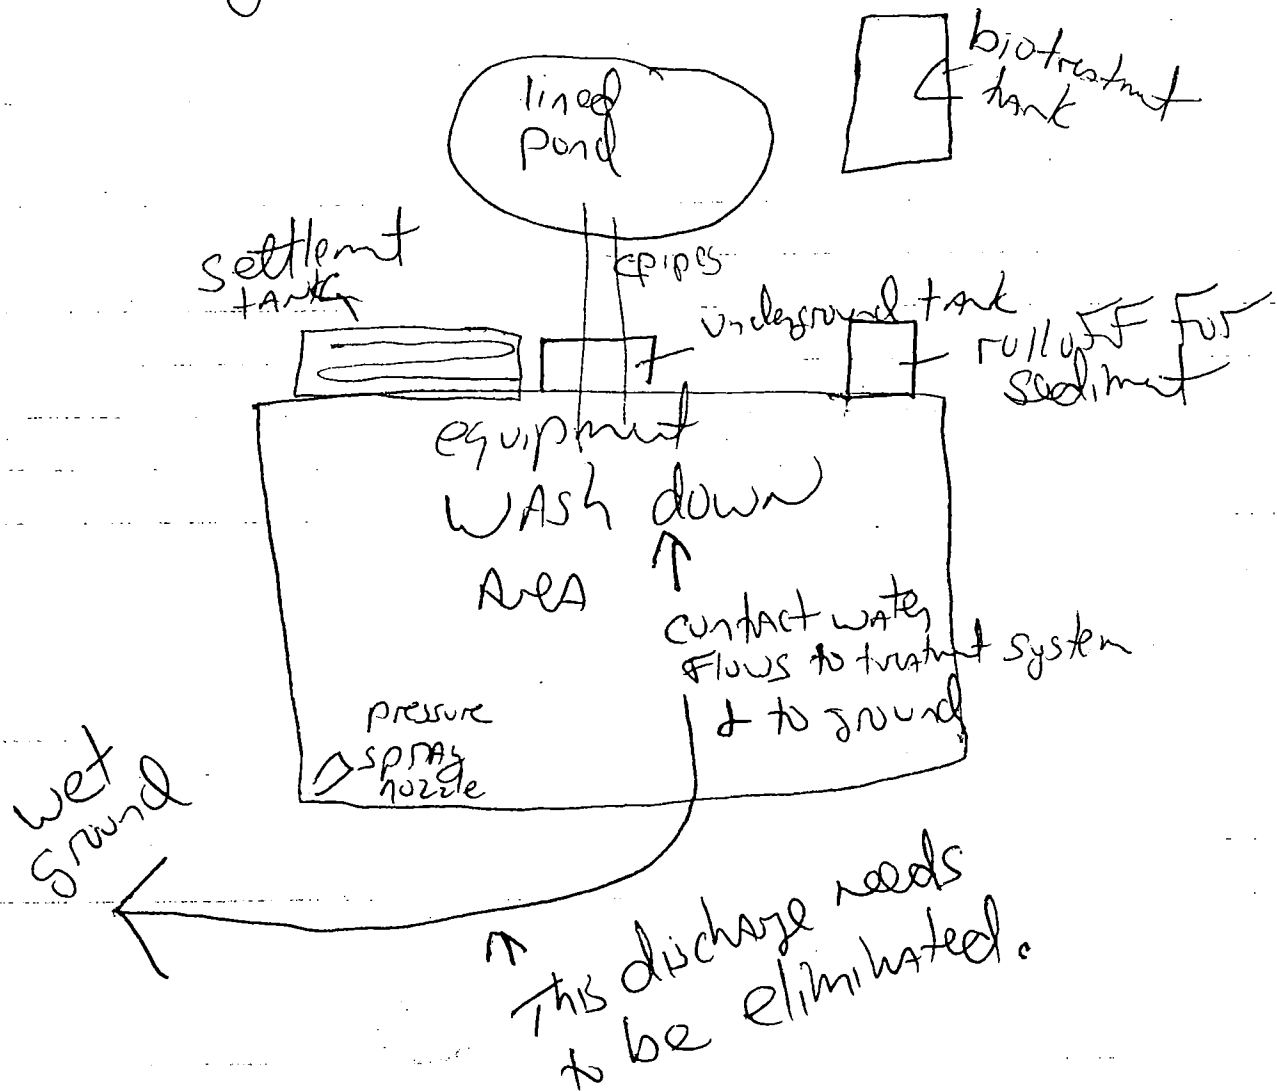 lined
pond
biotreatment
tank
settlement
tank
pipes
underground tank
rolloff for
sediment
equipment
wash down
area
contact water
flows to treatment system
& to ground
pressure
spray
nozzle
wet
ground
This discharge needs
to be eliminated.